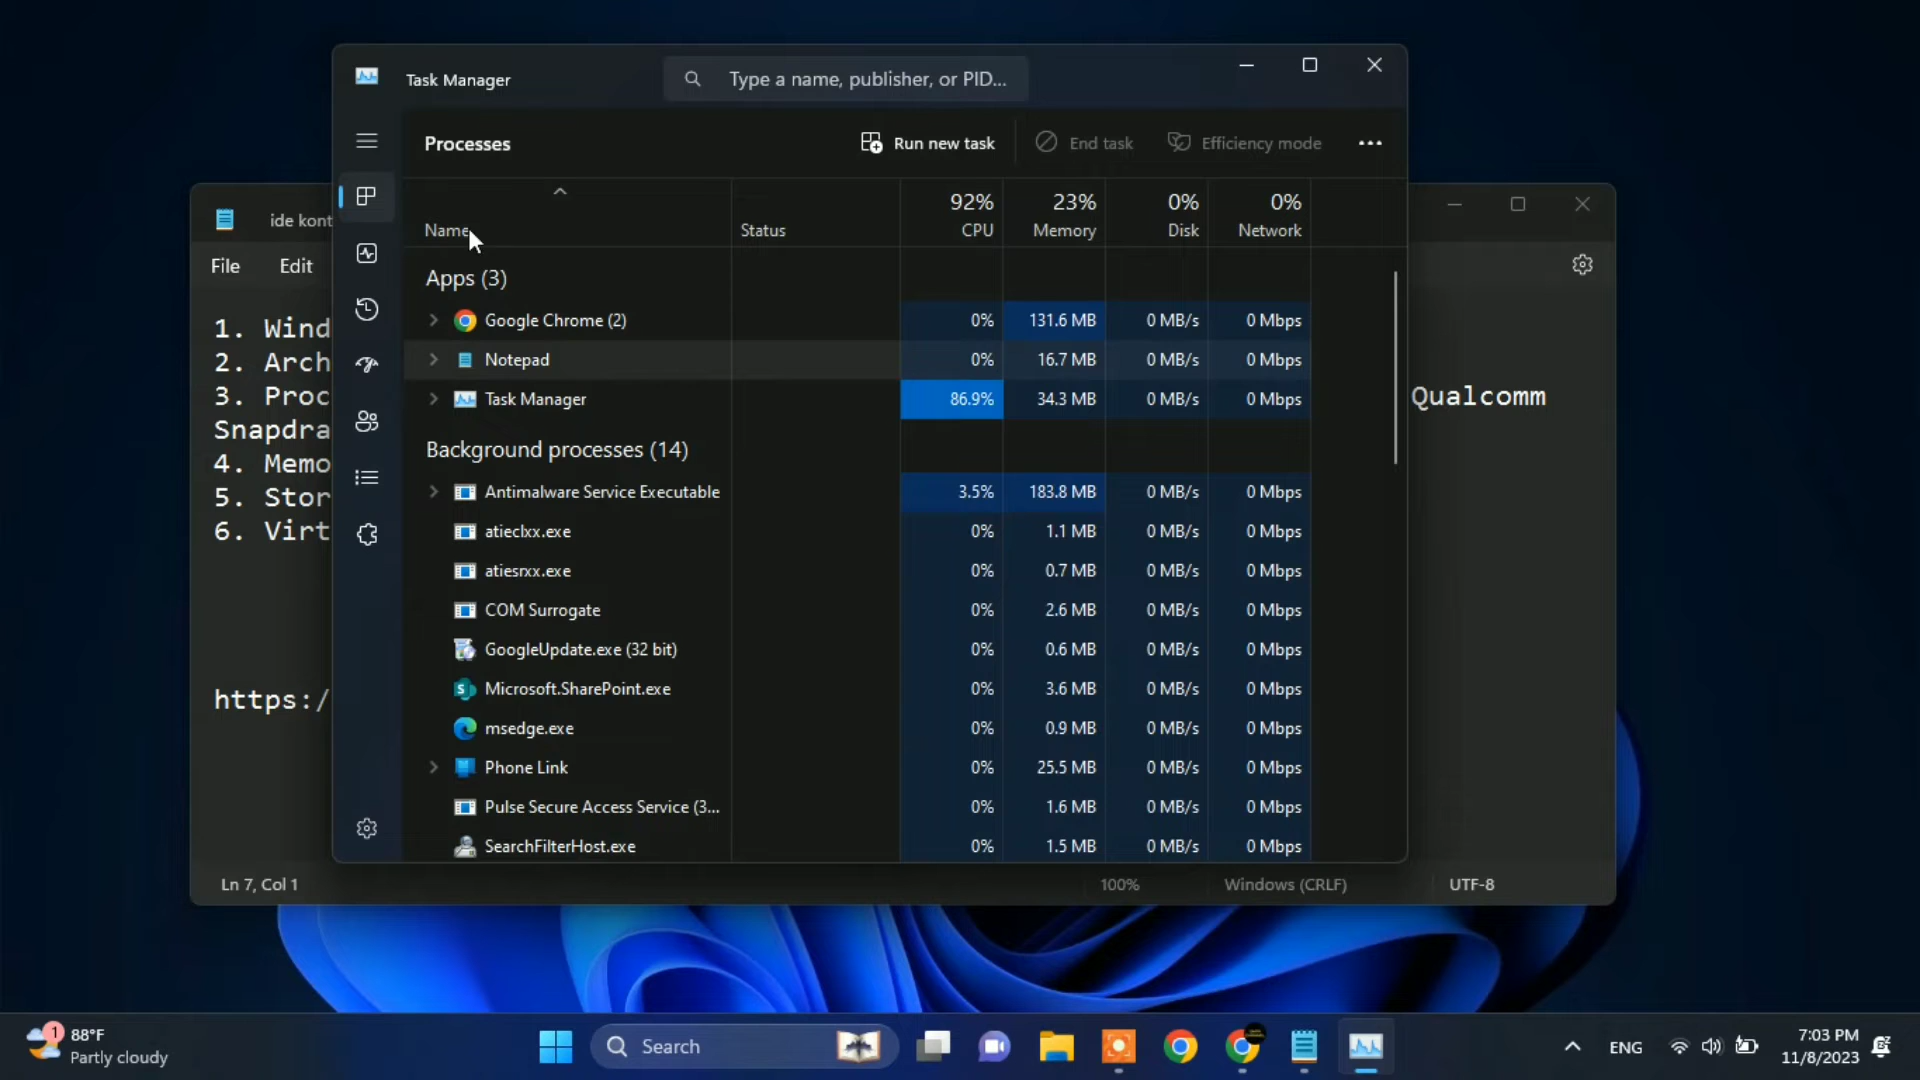 Task Manager
Type a name, publisher, or PID...
Processes
Run new task
End task
Efficiency mode
Name
Status
92%
CPU
23%
Memory
0%
Disk
0%
Network
Apps (3)
Google Chrome (2) 0% 131.6 MB 0 MB/s 0 Mbps
Notepad 0% 16.7 MB 0 MB/s 0 Mbps
Task Manager 86.9% 34.3 MB 0 MB/s 0 Mbps
Background processes (14)
Antimalware Service Executable 3.5% 183.8 MB 0 MB/s 0 Mbps
atieclxx.exe 0% 1.1 MB 0 MB/s 0 Mbps
atiesrxx.exe 0% 0.7 MB 0 MB/s 0 Mbps
COM Surrogate 0% 2.6 MB 0 MB/s 0 Mbps
GoogleUpdate.exe (32 bit) 0% 0.6 MB 0 MB/s 0 Mbps
Microsoft.SharePoint.exe 0% 3.6 MB 0 MB/s 0 Mbps
msedge.exe 0% 0.9 MB 0 MB/s 0 Mbps
Phone Link 0% 25.5 MB 0 MB/s 0 Mbps
Pulse Secure Access Service (3... 0% 1.6 MB 0 MB/s 0 Mbps
SearchFilterHost.exe 0% 1.5 MB 0 MB/s 0 Mbps
ide kont
File Edit
1. Wind
2. Arch
3. Proc Qualcomm
Snapdra
4. Memo
5. Stor
6. Virt
https:/
Ln 7, Col 1
100%
Windows (CRLF)
UTF-8
1
88°F
Partly cloudy
Search
ENG
7:03 PM
11/8/2023